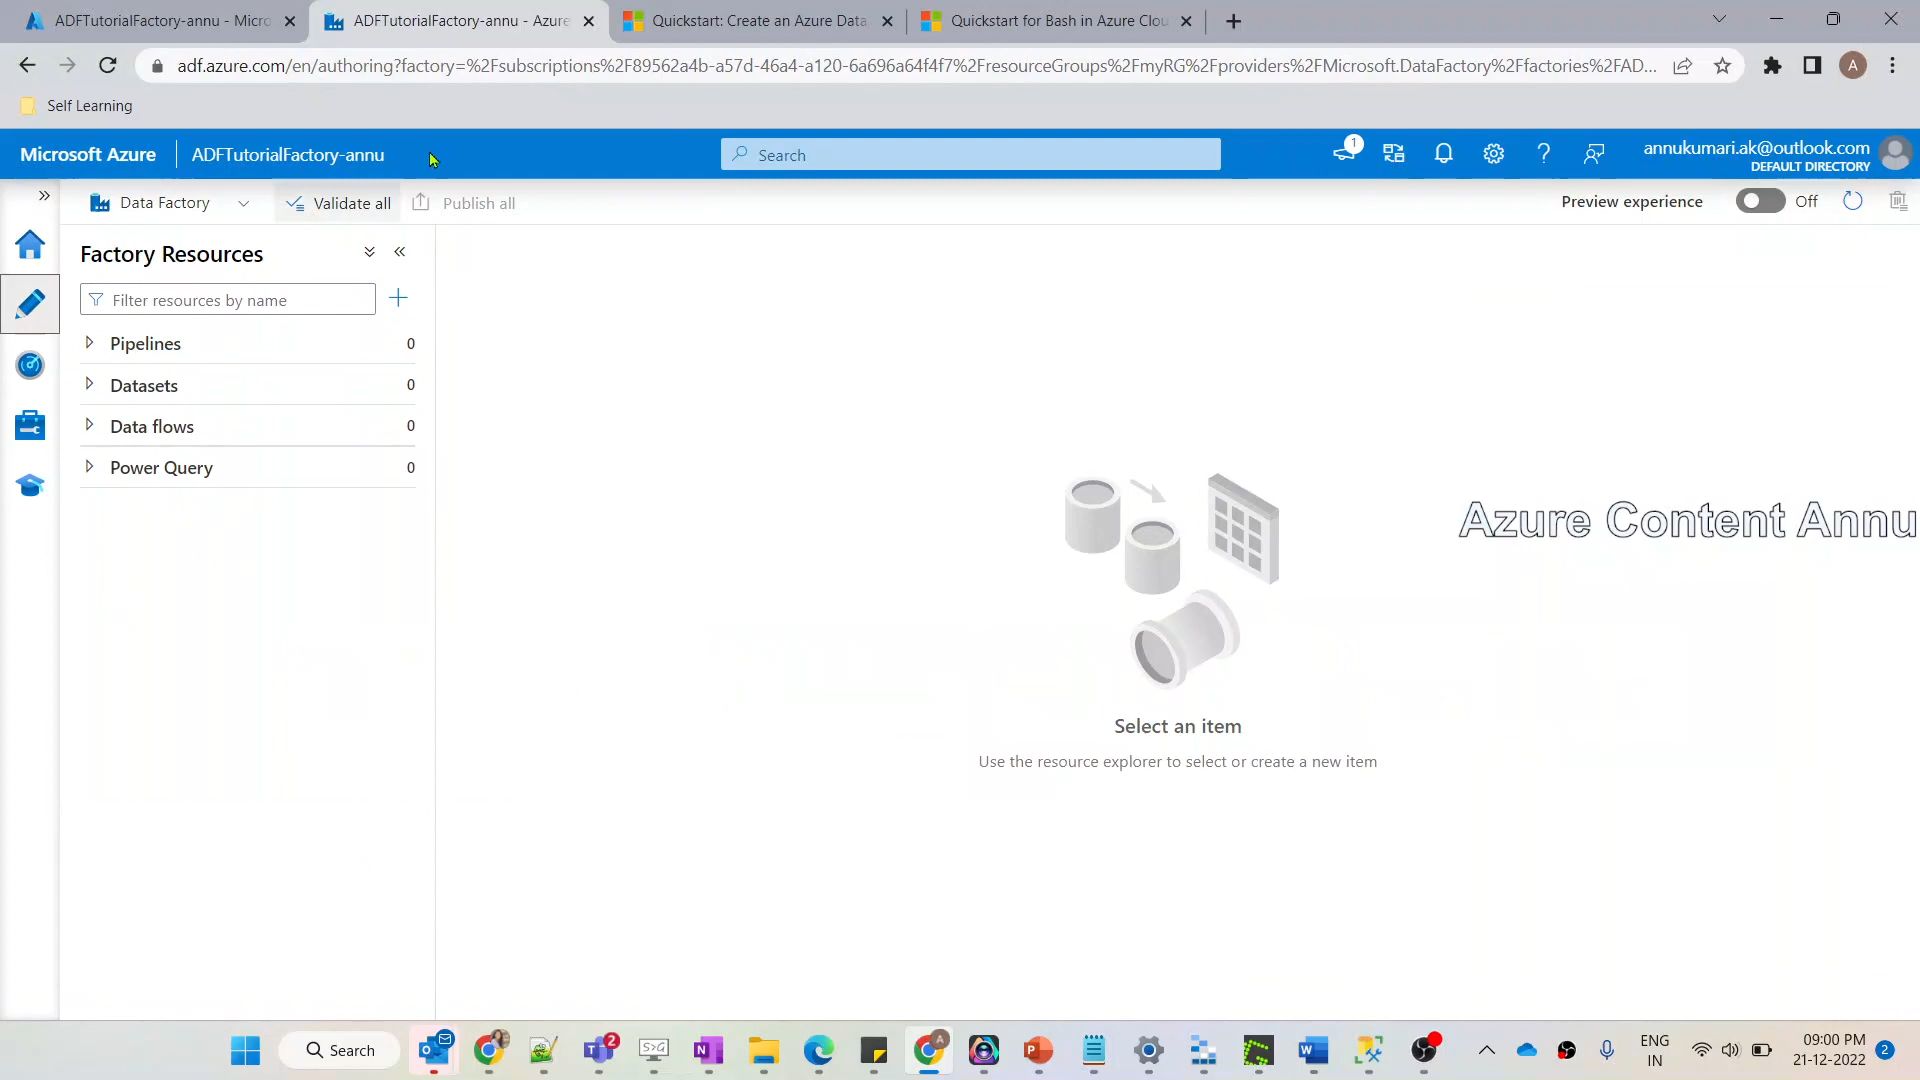 ADFTutorialFactory-annu - Micro
ADFTutorialFactory-annu - Azure
Quickstart: Create an Azure Data
Quickstart for Bash in Azure Clou
adf.azure.com/en/authoring?factory=%2Fsubscriptions%2F89562a4b-a57d-46a4-a120-6a696a64f4f7%2FresourceGroups%2FmyRG%2Fproviders%2FMicrosoft.DataFactory%2Ffactories%2FAD...
A
Self Learning
Microsoft Azure
ADFTutorialFactory-annu
Search
1
annukumari.ak@outlook.com
DEFAULT DIRECTORY
Data Factory
Validate all
Publish all
Preview experience
Off
Factory Resources
Filter resources by name
Pipelines 0
Datasets 0
Data flows 0
Power Query 0
Azure Content Annu
Select an item
Use the resource explorer to select or create a new item
Search
2
ENG
IN
09:00 PM
21-12-2022
2